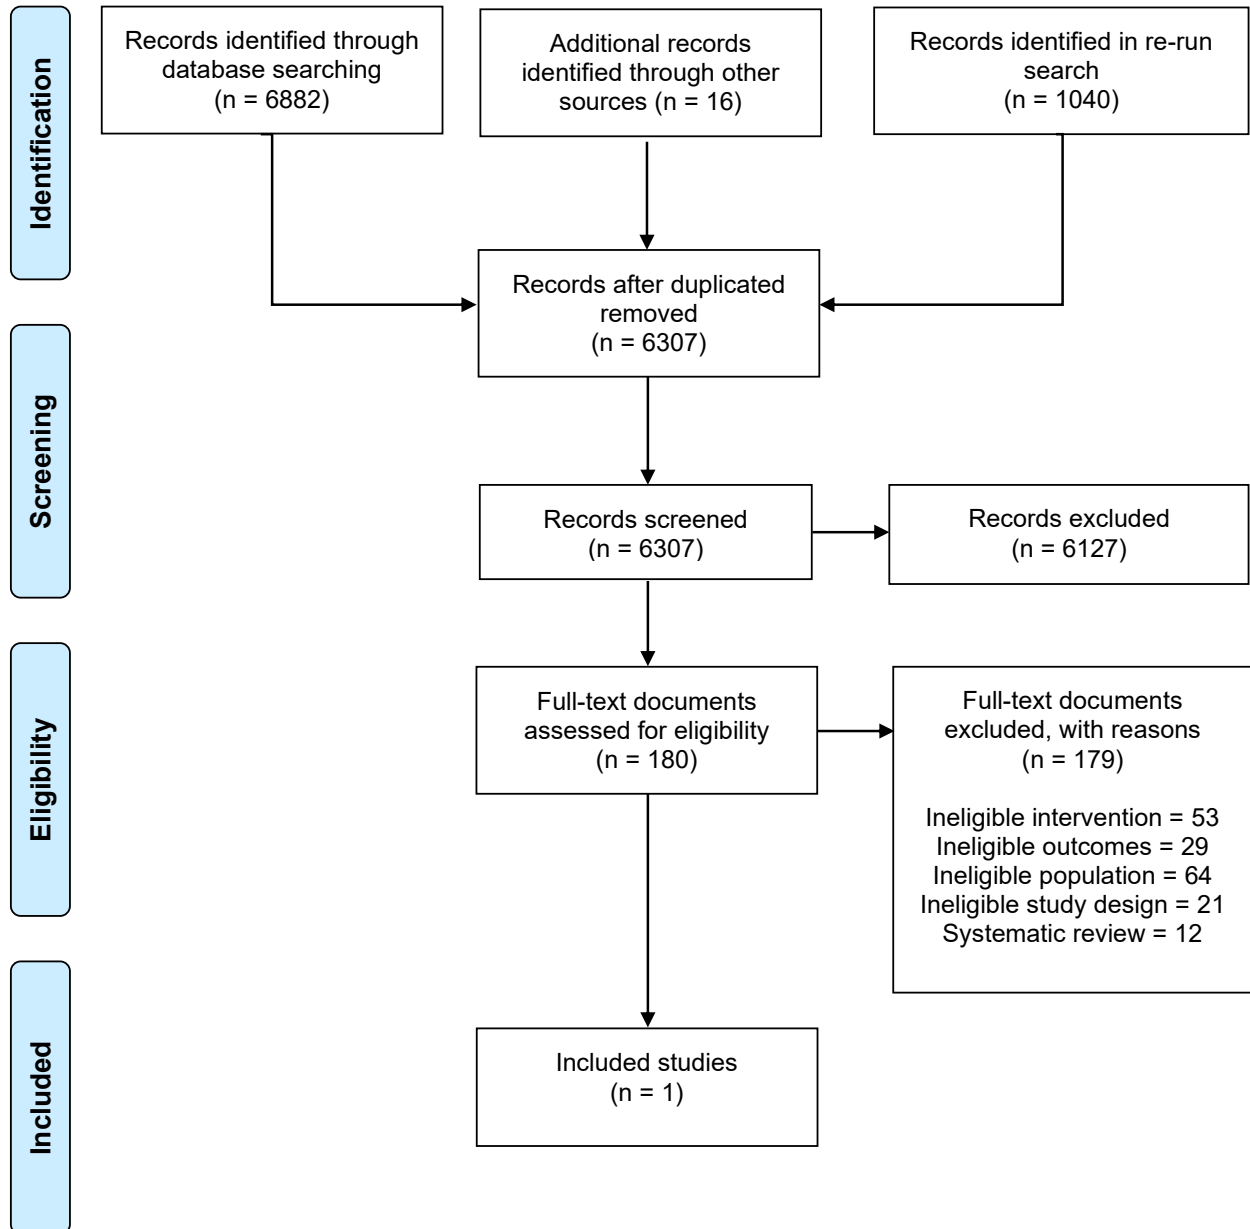 Identification
Records identified through
database searching
(n = 6882)
Additional records
identified through other
sources (n = 16)
Records identified in re-run
search
(n = 1040)
Records after duplicated
removed
(n = 6307)
Screening
Records screened
(n = 6307)
Records excluded
(n = 6127)
Eligibility
Full-text documents
assessed for eligibility
(n = 180)
Full-text documents
excluded, with reasons
(n = 179)
Ineligible intervention = 53
Ineligible outcomes = 29
Ineligible population = 64
Ineligible study design = 21
Systematic review = 12
Included
Included studies
(n = 1)